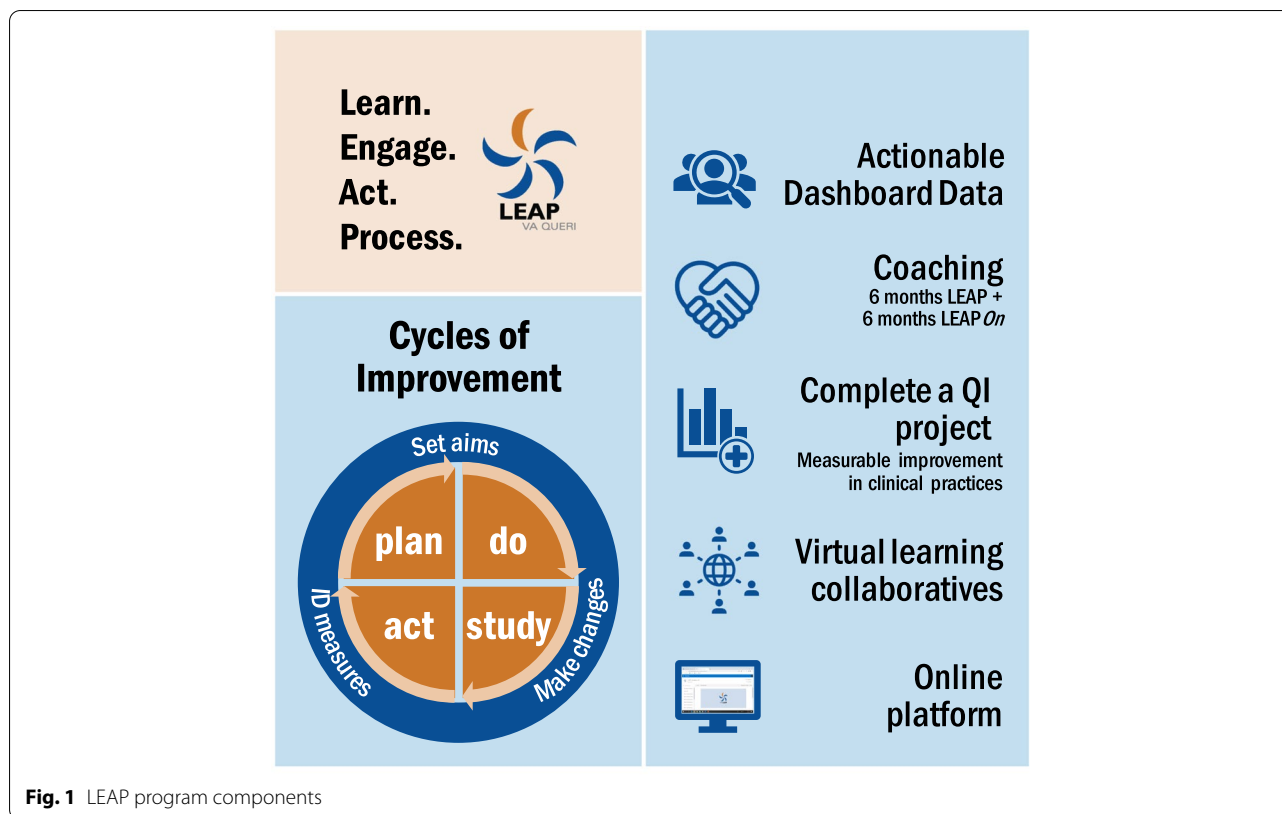 Learn.
Engage.
Act.
Process.
LEAP
VA QUERI
Cycles of
Improvement
Set aims
plan
do
act
study
ID measures
Make changes
Actionable
Dashboard Data
Coaching
6 months LEAP +
6 months LEAP On
Complete a QI
project
Measurable improvement
in clinical practices
Virtual learning
collaboratives
Online
platform
Fig. 1 LEAP program components